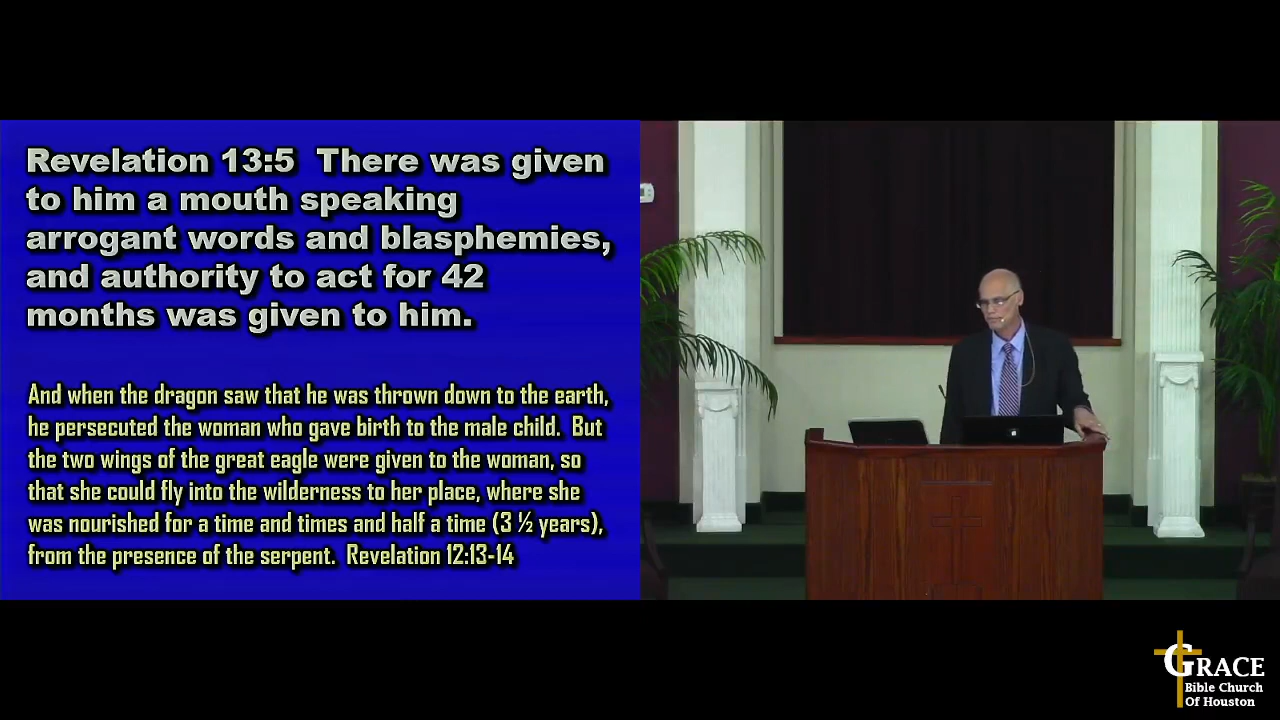 Revelation 13:5  There was given
to him a mouth speaking
arrogant words and blasphemies,
and authority to act for 42
months was given to him.
And when the dragon saw that he was thrown down to the earth,
he persecuted the woman who gave birth to the male child.  But
the two wings of the great eagle were given to the woman, so
that she could fly into the wilderness to her place, where she
was nourished for a time and times and half a time (3 ½ years),
from the presence of the serpent.  Revelation 12:13-14
GRACE
Bible Church
Of Houston